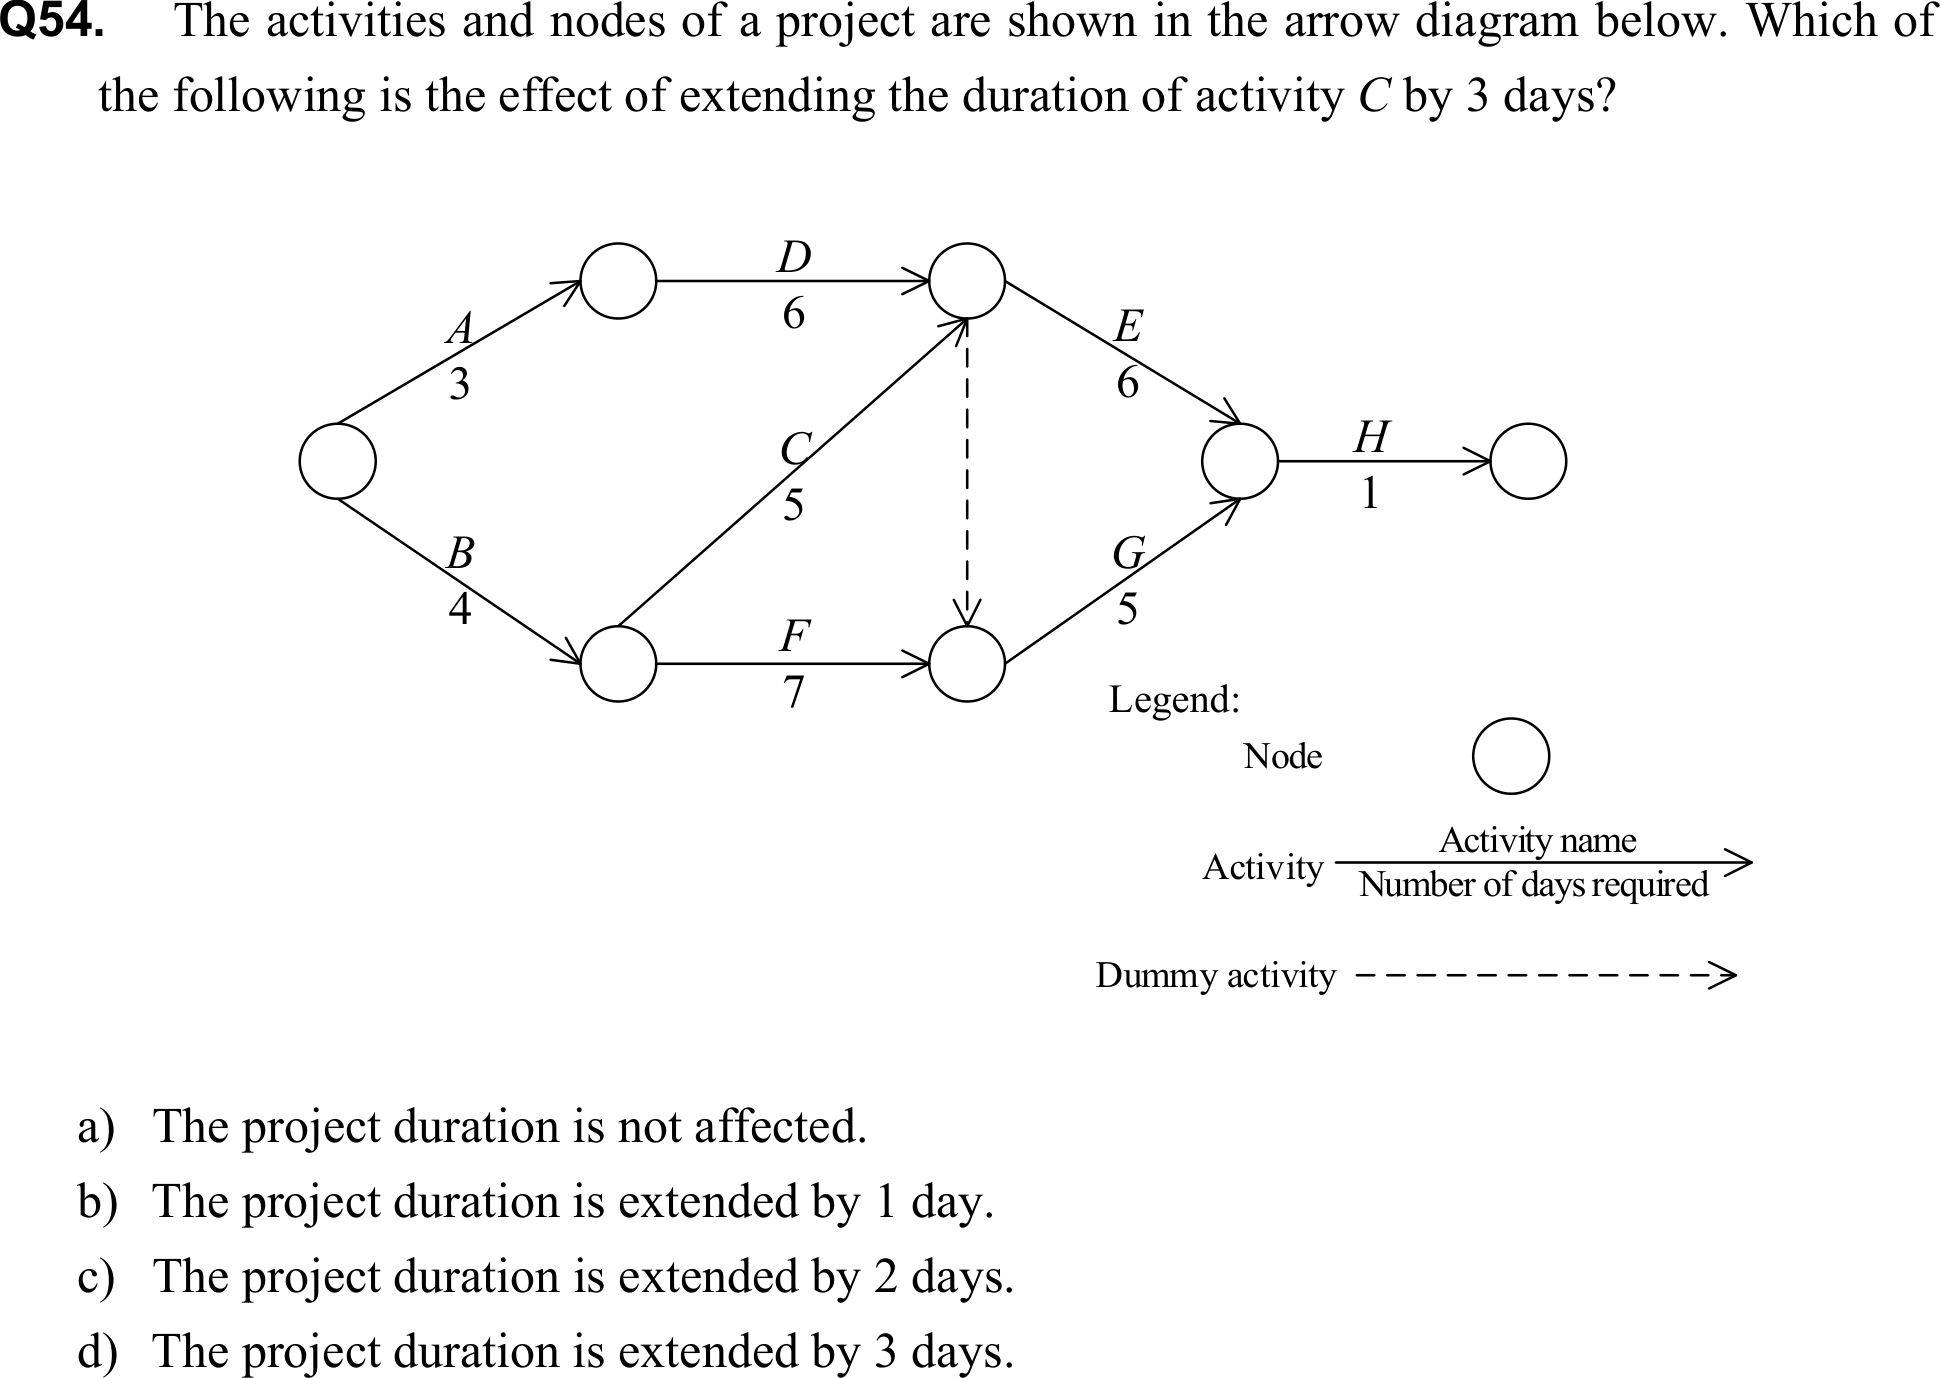 Q54. The activities and nodes of a project are shown in the arrow diagram below. Which of
the following is the effect of extending the duration of activity C by 3 days?
D
6
A
3
E
6
C
5
H
1
B
4
G
5
F
7
Legend:
Node
Activity name
Activity
Number of days required
Dummy activity
a) The project duration is not affected.
b) The project duration is extended by 1 day.
c) The project duration is extended by 2 days.
d) The project duration is extended by 3 days.